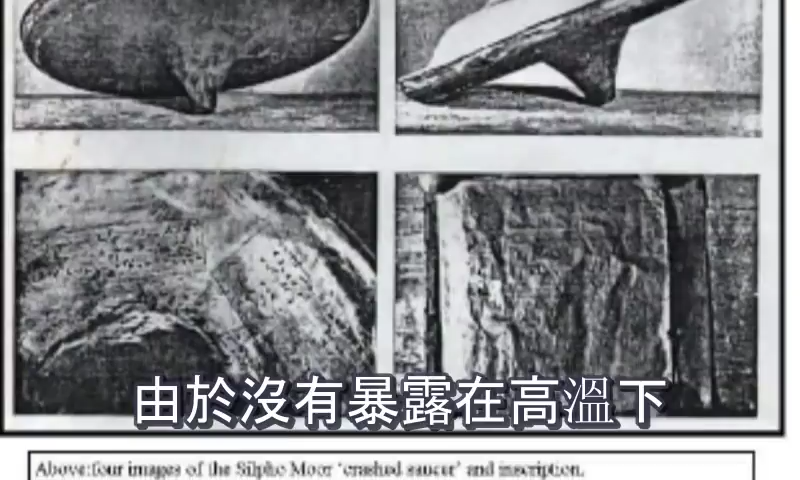 由於沒有暴露在高溫下
Above:four images of the Silpho Moor 'crashed saucer' and inscription.